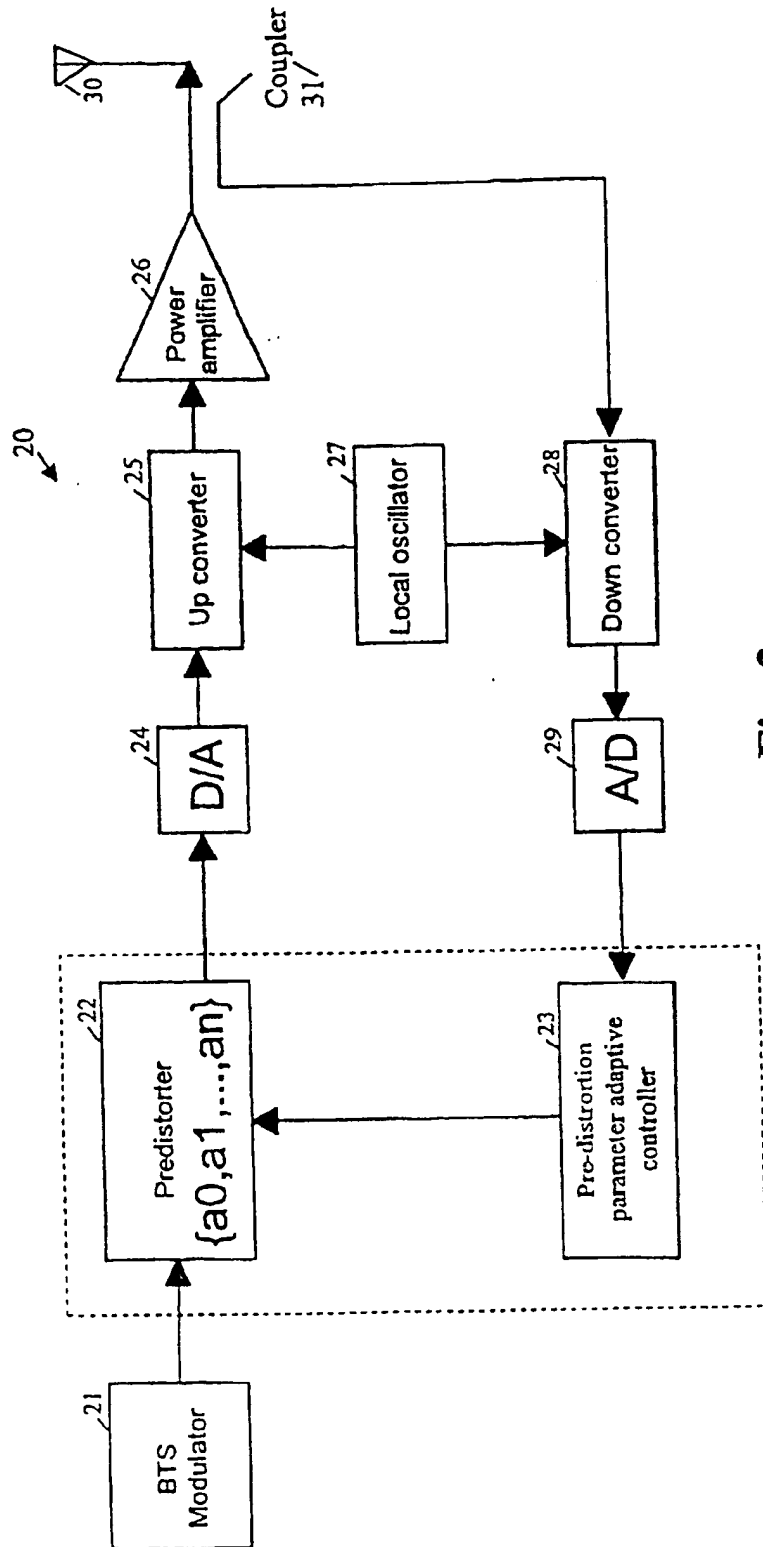 20
21
BTS
Modulator
22
Predistorter
{a0,a1,...,an}
24
D/A
25
Up converter
26
Power
amplifier
30
Coupler
31
27
Local oscillator
23
Pre-distrortion
parameter adaptive
controller
29
A/D
28
Down converter